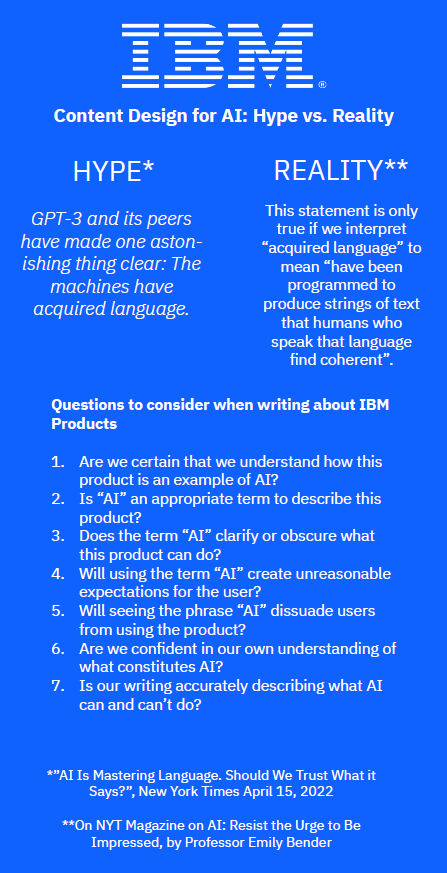 IBM®
Content Design for AI: Hype vs. Reality
HYPE*
GPT-3 and its peers
have made one aston-
ishing thing clear: The
machines have
acquired language.
REALITY**
This statement is only
true if we interpret
“acquired language” to
mean “have been
programmed to
produce strings of text
that humans who
speak that language
find coherent”.
Questions to consider when writing about IBM
Products
1. Are we certain that we understand how this
product is an example of AI?
2. Is “AI” an appropriate term to describe this
product?
3. Does the term “AI” clarify or obscure what
this product can do?
4. Will using the term “AI” create unreasonable
expectations for the user?
5. Will seeing the phrase “AI” dissuade users
from using the product?
6. Are we confident in our own understanding of
what constitutes AI?
7. Is our writing accurately describing what AI
can and can’t do?
*”AI Is Mastering Language. Should We Trust What it
Says?”, New York Times April 15, 2022
**On NYT Magazine on AI: Resist the Urge to Be
Impressed, by Professor Emily Bender